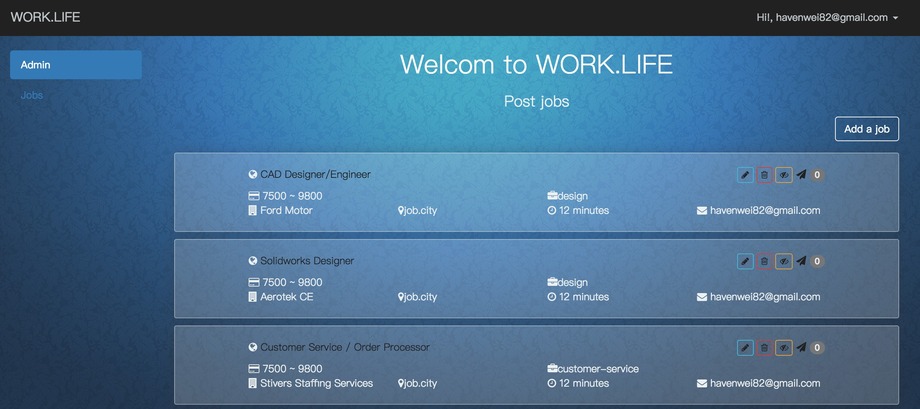 WORK.LIFE
Hi!, havenwei82@gmail.com
Admin
Jobs
Welcom to WORK.LIFE
Post jobs
Add a job
CAD Designer/Engineer 0
7500 ~ 9800 design
Ford Motor job.city 12 minutes havenwei82@gmail.com
Solidworks Designer 0
7500 ~ 9800 design
Aerotek CE job.city 12 minutes havenwei82@gmail.com
Customer Service / Order Processor 0
7500 ~ 9800 customer-service
Stivers Staffing Services job.city 12 minutes havenwei82@gmail.com